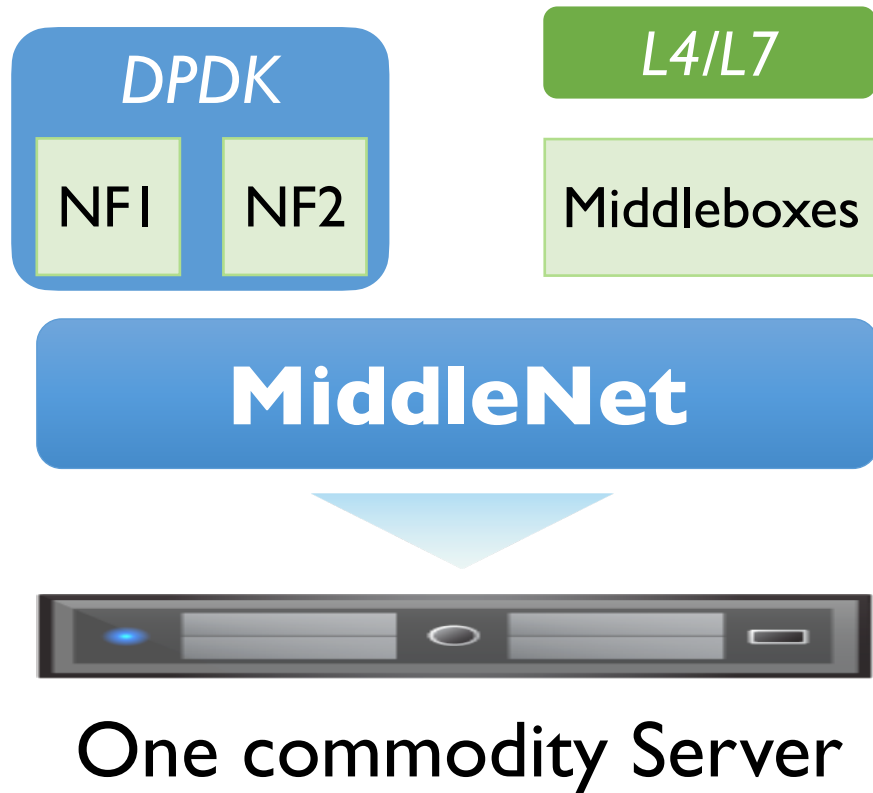 DPDK
NF1 NF2
L4/L7
Middleboxes
MiddleNet
One commodity Server